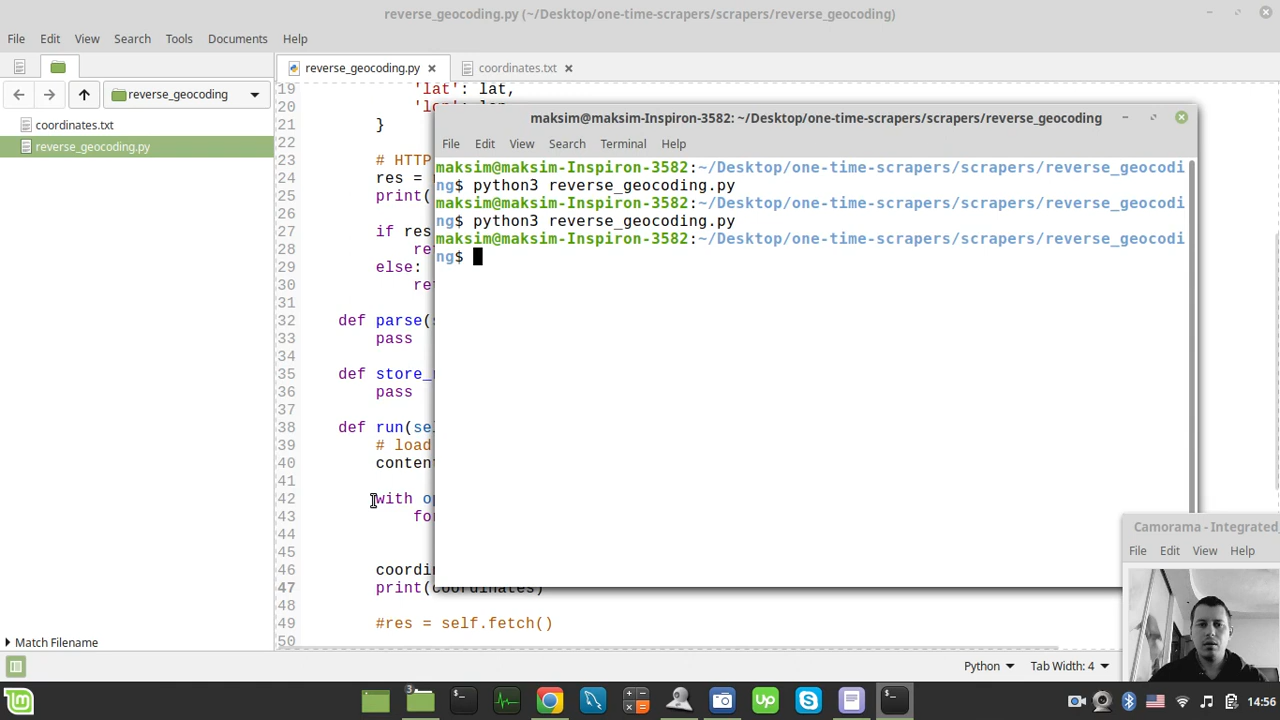 reverse_geocoding.py (~/Desktop/one-time-scrapers/scrapers/reverse_geocoding)
File Edit View Search Tools Documents Help
reverse_geocoding.py coordinates.txt
reverse_geocoding
coordinates.txt
reverse_geocoding.py
19 'lat': lat,
20
21 }
22
23 # HTTP
24 res =
25 print(
26
27 if res
28
29 else:
30
31
32 def parse(
33 pass
34
35 def store_
36 pass
37
38 def run(
39 # load
40 content
41
42 with
43
44
45
46
47 print(coordinates)
48
49 #res = self.fetch()
50
maksim@maksim-Inspiron-3582: ~/Desktop/one-time-scrapers/scrapers/reverse_geocoding
File Edit View Search Terminal Help
maksim@maksim-Inspiron-3582:~/Desktop/one-time-scrapers/scrapers/reverse_geocodi
ng$ python3 reverse_geocoding.py
maksim@maksim-Inspiron-3582:~/Desktop/one-time-scrapers/scrapers/reverse_geocodi
ng$ python3 reverse_geocoding.py
maksim@maksim-Inspiron-3582:~/Desktop/one-time-scrapers/scrapers/reverse_geocodi
ng$
Camorama - Integrated
File Edit View Help
Match Filename
Python Tab Width: 4
3
Up
14:56